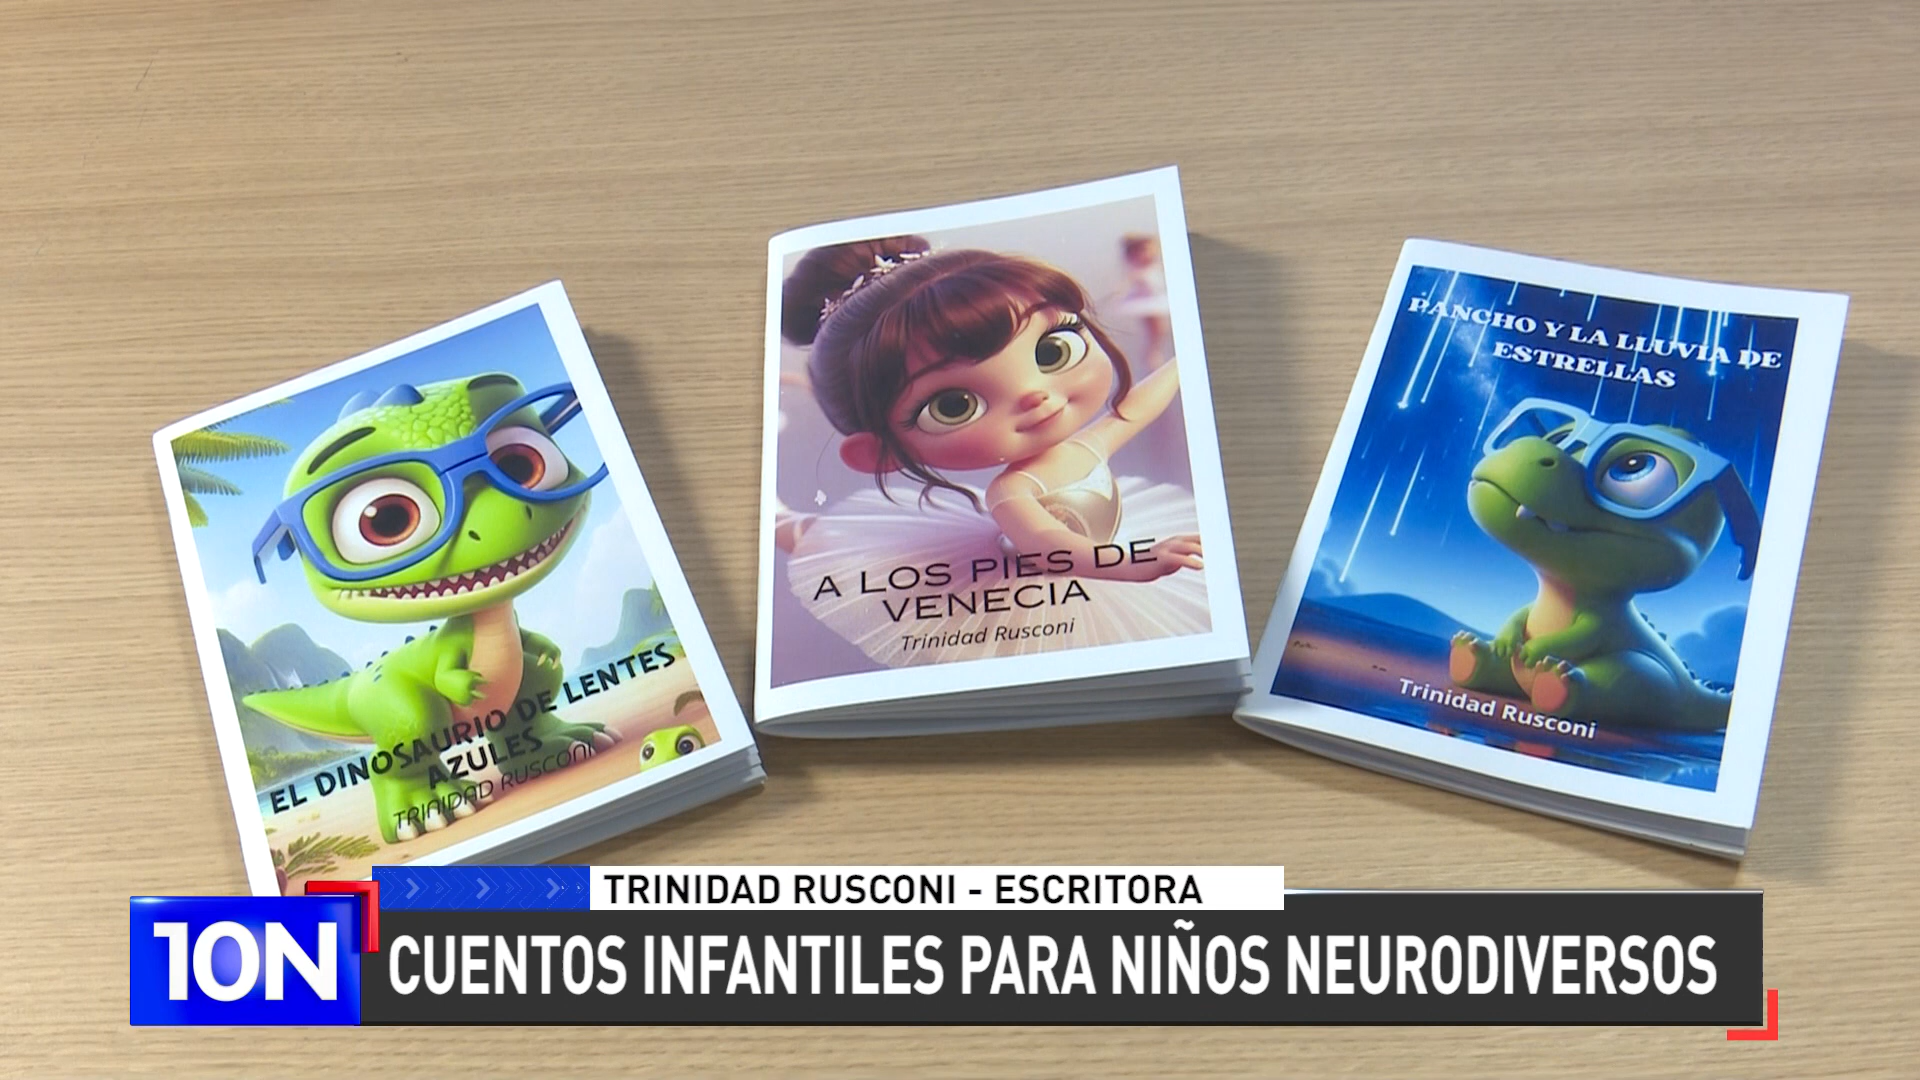 EL DINOSAURIO DE LENTES
AZULES
TRINIDAD RUSCONI
A LOS PIES DE
VENECIA
Trinidad Rusconi
PANCHO Y LA LLUVIA DE
ESTRELLAS
Trinidad Rusconi
TRINIDAD RUSCONI - ESCRITORA
10N
CUENTOS INFANTILES PARA NIÑOS NEURODIVERSOS